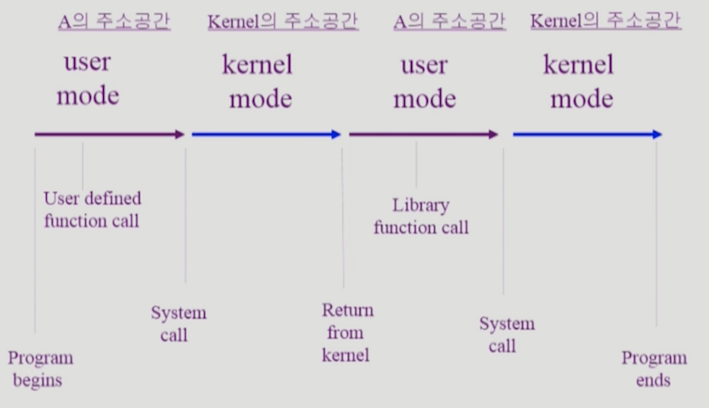 A의 주소공간
Kernel의 주소공간
A의 주소공간
Kernel의 주소공간
user
mode
kernel
mode
user
mode
kernel
mode
User defined
function call
Library
function call
System
call
Return
from
kernel
System
call
Program
begins
Program
ends